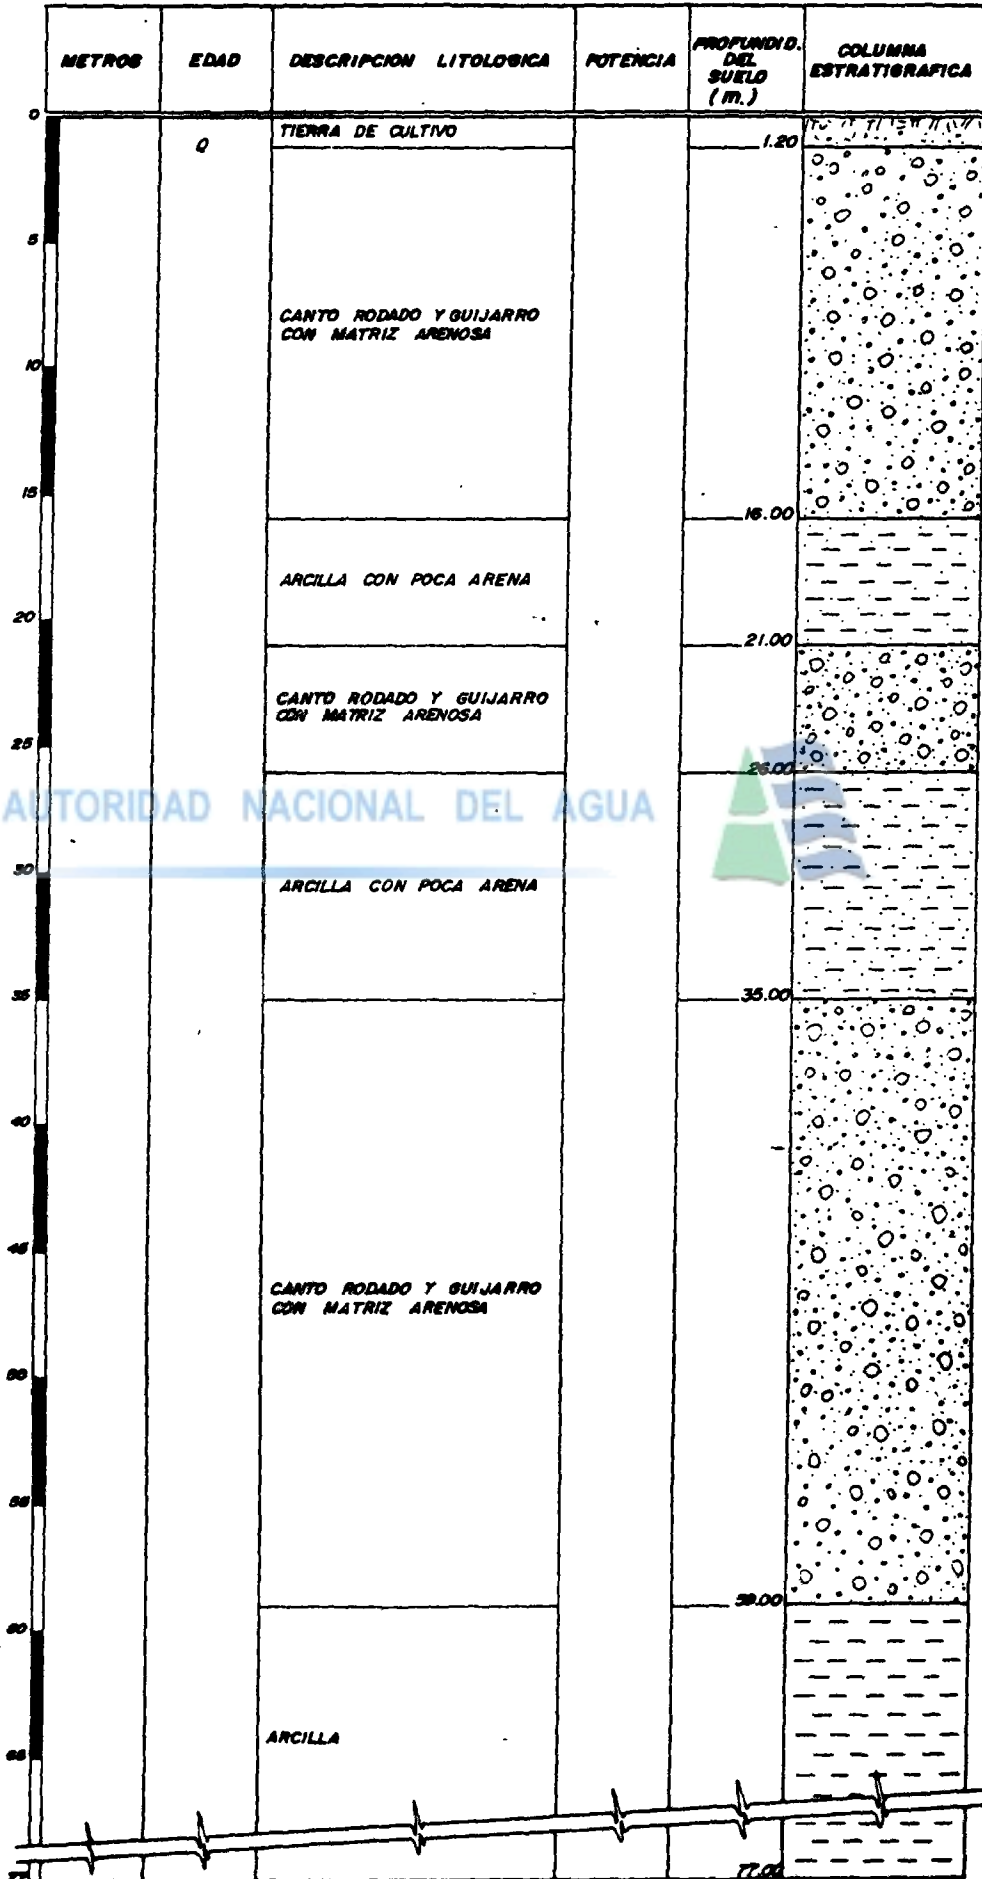 METROS
EDAD
DESCRIPCION LITOLOGICA
POTENCIA
PROFUNDID.
DEL
SUELO
(m.)
COLUMNA
ESTRATIGRAFICA
0
Q
TIERRA DE CULTIVO
1.20
5
CANTO RODADO Y GUIJARRO
CON MATRIZ ARENOSA
10
15
16.00
ARCILLA CON POCA ARENA
20
21.00
CANTO RODADO Y GUIJARRO
CON MATRIZ ARENOSA
25
26.00
AUTORIDAD NACIONAL DEL AGUA
30
ARCILLA CON POCA ARENA
35
35.00
40
45
CANTO RODADO Y GUIJARRO
CON MATRIZ ARENOSA
50
55
59.00
60
ARCILLA
65
77.00